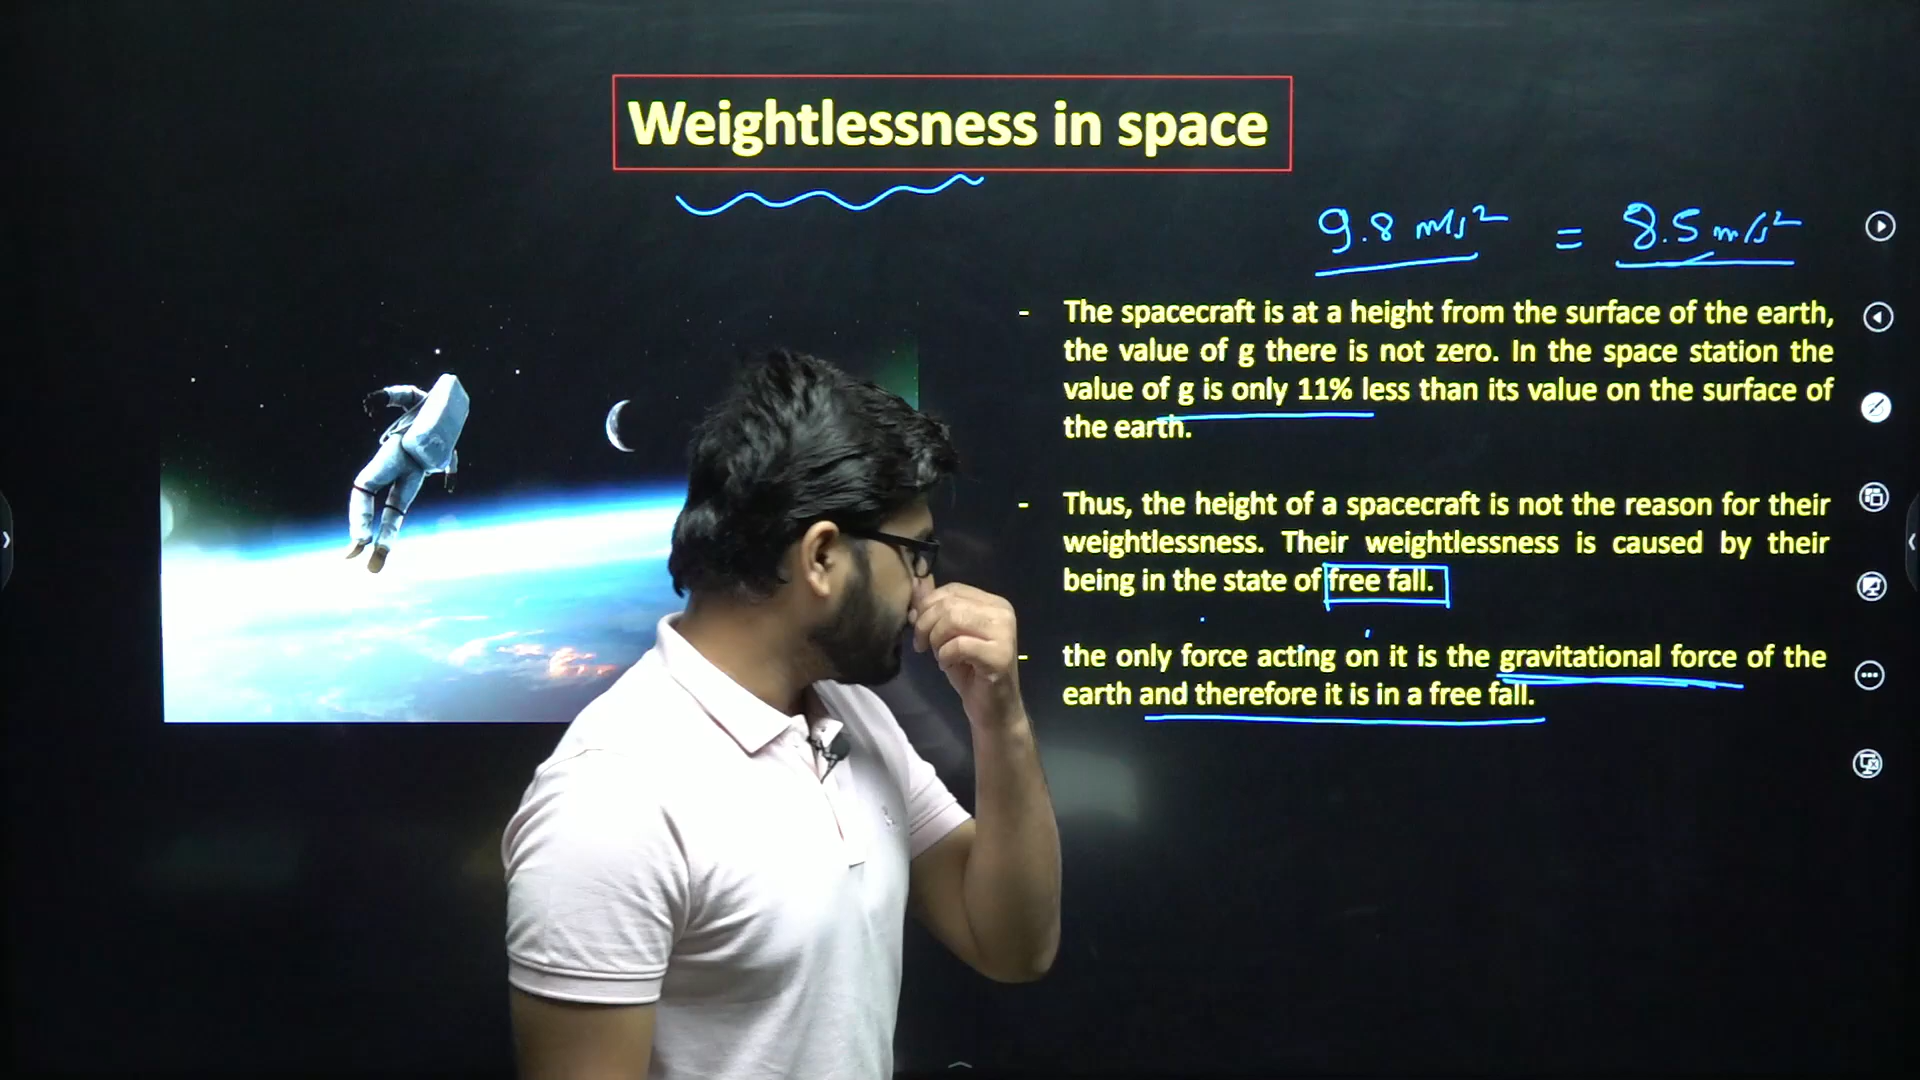 Weightlessness in space
9.8 m/s² = 8.5 m/s²
- The spacecraft is at a height from the surface of the earth,
the value of g there is not zero. In the space station the
value of g is only 11% less than its value on the surface of
the earth.
- Thus, the height of a spacecraft is not the reason for their
weightlessness. Their weightlessness is caused by their
being in the state of free fall.
- the only force acting on it is the gravitational force of the
earth and therefore it is in a free fall.